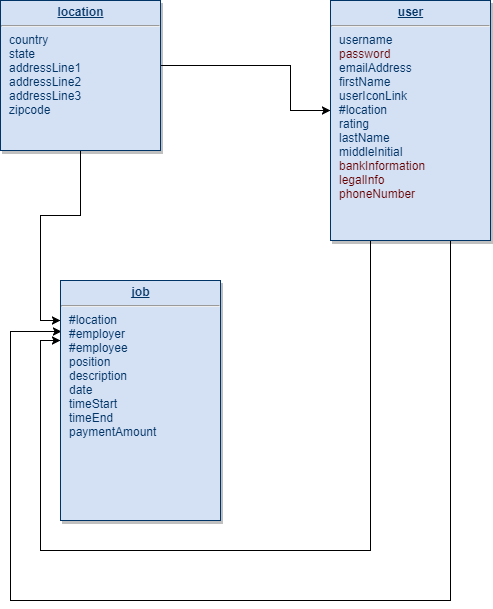 location
country
state
addressLine1
addressLine2
addressLine3
zipcode
user
username
password
emailAddress
firstName
userIconLink
#location
rating
lastName
middleInitial
bankInformation
legalInfo
phoneNumber
job
#location
#employer
#employee
position
description
date
timeStart
timeEnd
paymentAmount